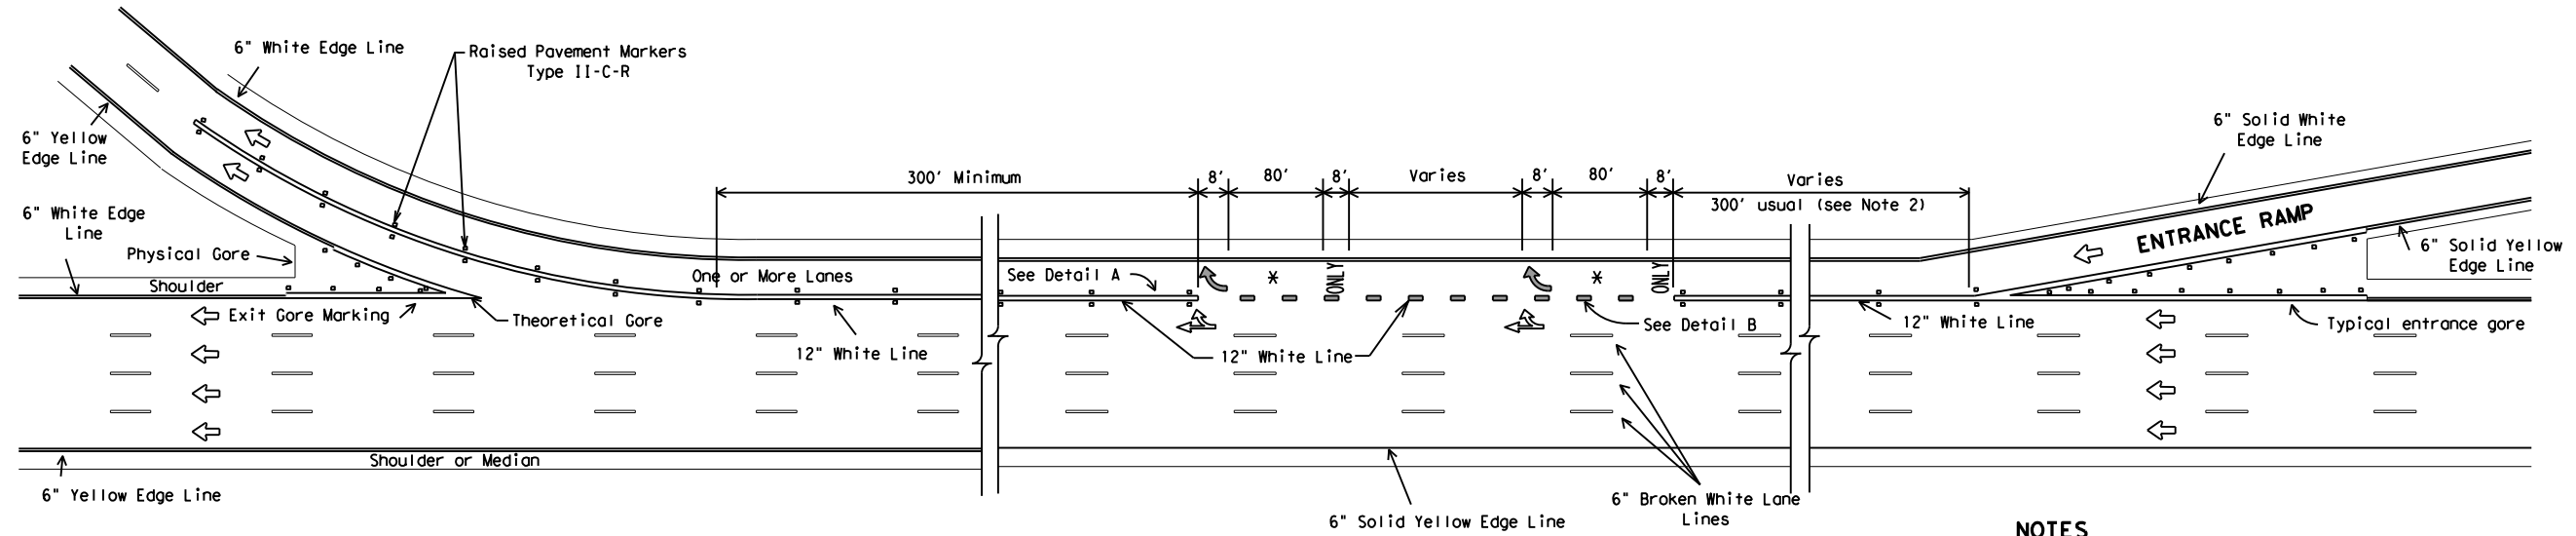 6" White Edge Line
Raised Pavement Markers
Type II-C-R
6" Yellow
Edge Line
6" White Edge
Line
Physical Gore
Shoulder
Exit Gore Marking
Theoretical Gore
One or More Lanes
12" White Line
300' Minimum
8'
80'
8'
Varies
8'
80'
8'
Varies
300' usual (see Note 2)
See Detail A
*
ONLY
*
ONLY
12" White Line
See Detail B
12" White Line
6" Solid White
Edge Line
ENTRANCE RAMP
6" Solid Yellow
Edge Line
Typical entrance gore
Shoulder or Median
6" Yellow Edge Line
6" Solid Yellow Edge Line
6" Broken White Lane
Lines
NOTES